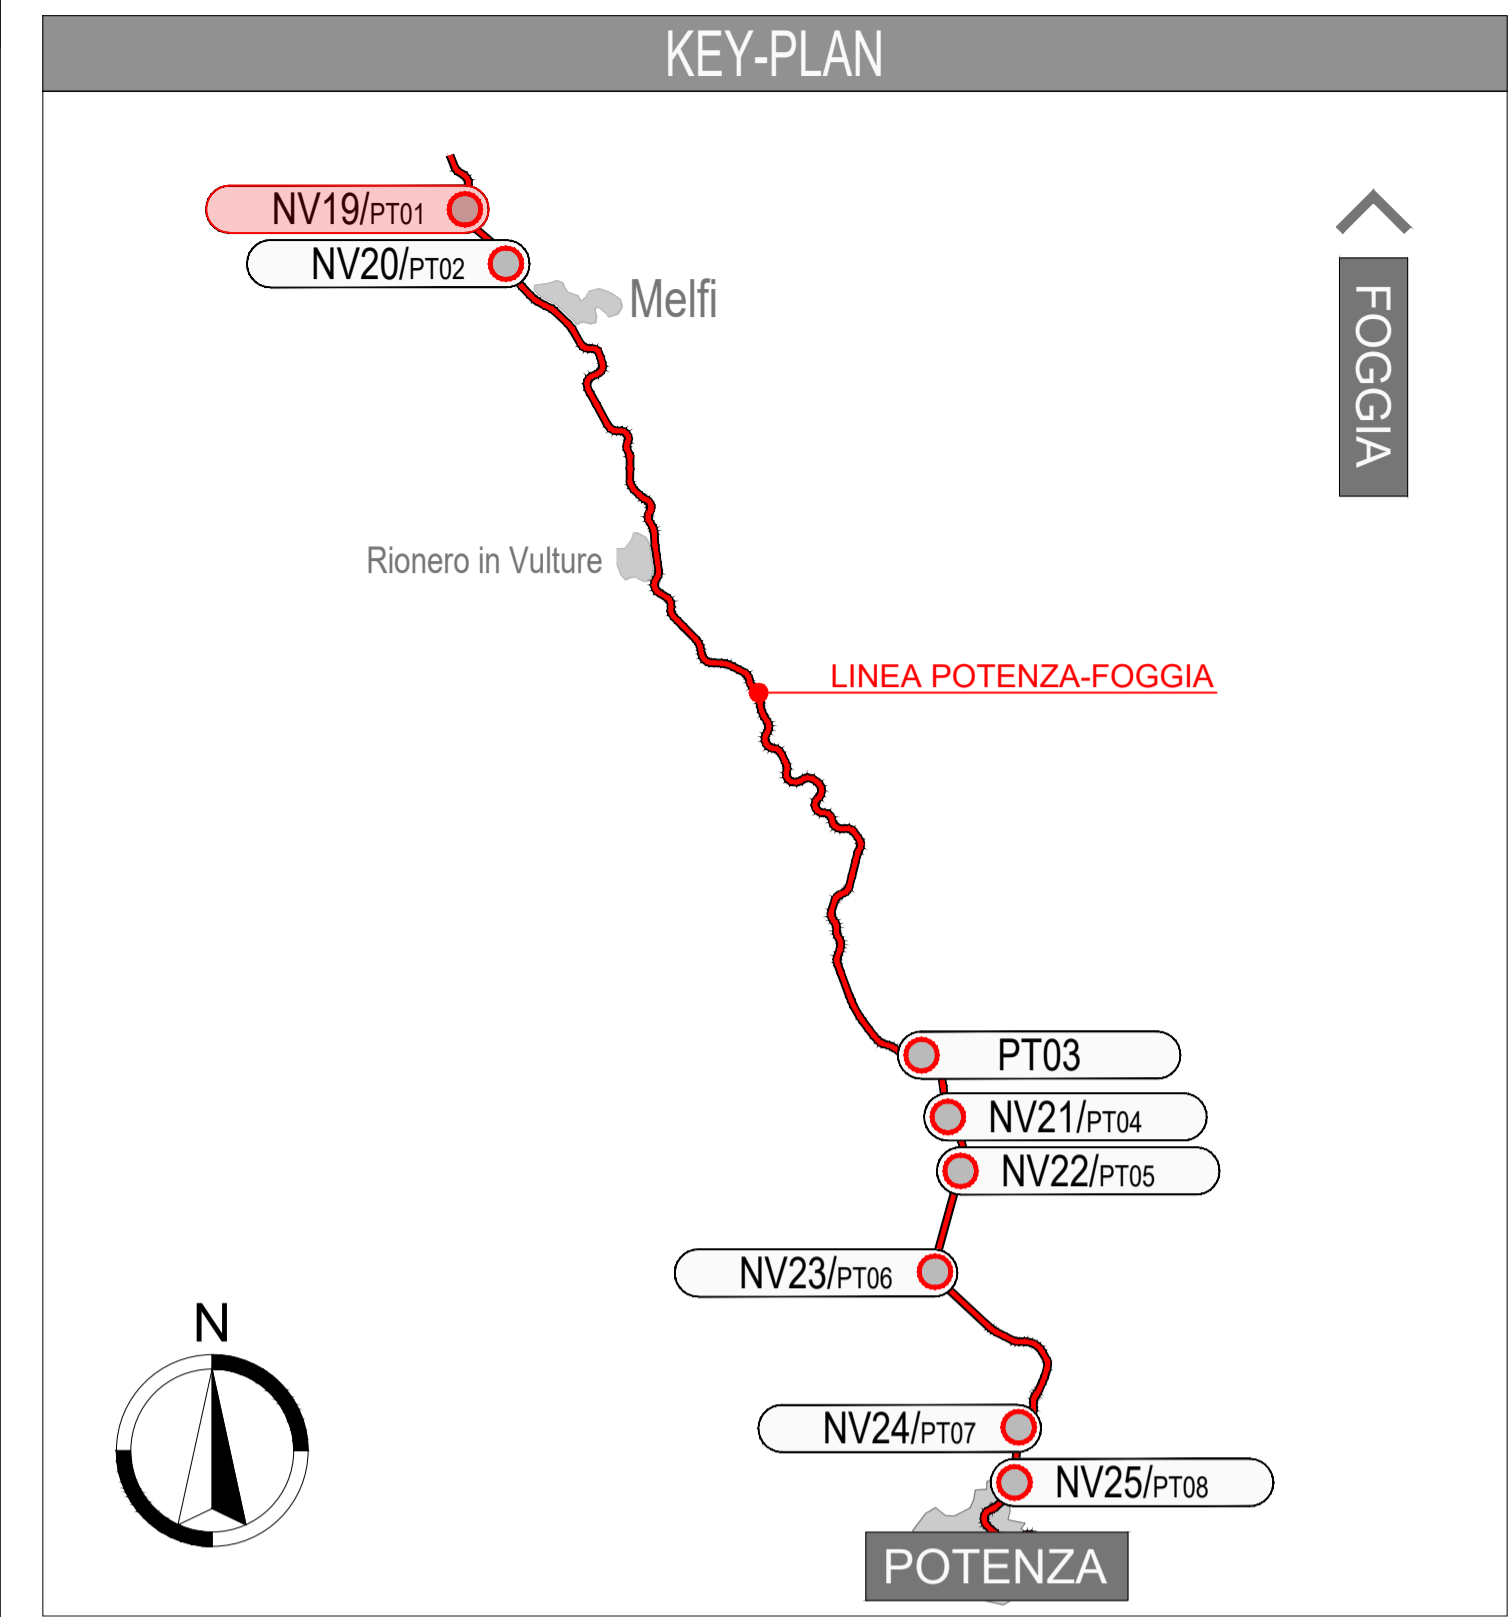 KEY-PLAN
NV19/PT01
NV20/PT02
Melfi
FOGGIA
Rionero in Vulture
LINEA POTENZA-FOGGIA
PT03
NV21/PT04
NV22/PT05
NV23/PT06
N
NV24/PT07
NV25/PT08
POTENZA